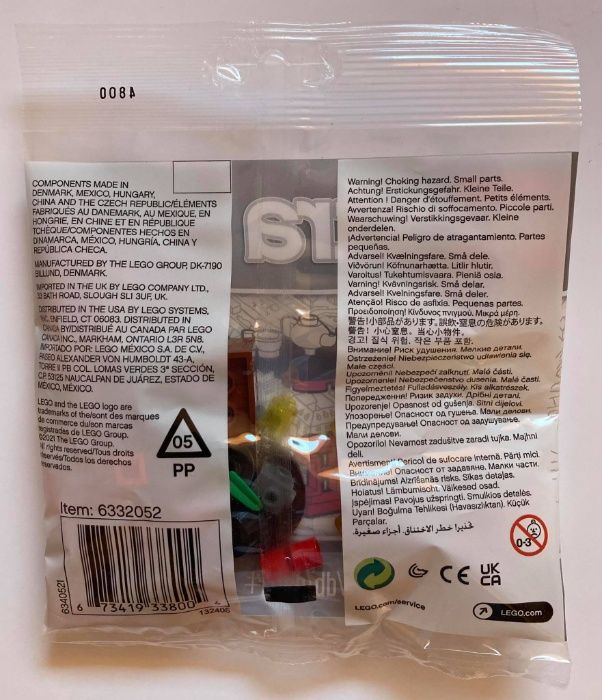 4800
COMPONENTS MADE IN
DENMARK, MEXICO, HUNGARY,
CHINA AND THE CZECH REPUBLIC/ÉLÉMENTS
FABRIQUÉS AU DANEMARK, AU MEXIQUE, EN
HONGRIE, EN CHINE ET EN RÉPUBLIQUE
TCHÈQUE/COMPONENTES HECHOS EN
DINAMARCA, MÉXICO, HUNGRÍA, CHINA Y
REPÚBLICA CHECA.
MANUFACTURED BY THE LEGO GROUP, DK-7190
BILLUND, DENMARK.
IMPORTED IN THE UK BY LEGO COMPANY LTD.,
33 BATH ROAD, SLOUGH SL1 3UF, UK.
DISTRIBUTED IN THE USA BY LEGO SYSTEMS,
INC. ENFIELD, CT 06083. DISTRIBUTED IN
CANADA BY/DISTRIBUÉ AU CANADA PAR LEGO
CANADA INC., MARKHAM, ONTARIO L3R 5N8.
IMPORTADO POR: LEGO MÉXICO S.A. DE C.V.,
PASEO ALEXANDER VON HUMBOLDT 43-A,
TORRE II PB COL. LOMAS VERDES 3ª SECCIÓN,
C.P. 53125 NAUCALPAN DE JUÁREZ, ESTADO DE
MÉXICO, MÉXICO.
LEGO and the LEGO logo are
trademarks of the/sont des marques
de commerce du/son marcas
registradas de LEGO Group.
©2021 The LEGO Group.
All rights reserved/Tous droits
réservés/Todos los derechos
reservados.
05
PP
Item: 6332052
6340521
6 73419 33800 4
132405
Warning! Choking hazard. Small parts.
Achtung! Erstickungsgefahr. Kleine Teile.
Attention ! Danger d'étouffement. Petits éléments.
Avvertenza! Rischio di soffocamento. Piccole parti.
Waarschuwing! Verstikkingsgevaar. Kleine
onderdelen.
¡Advertencia! Peligro de atragantamiento. Partes
pequeñas.
Advarsel! Kvælningsfare. Små dele.
Viðvörun! Köfnunarhætta. Litlir hlutir.
Varoitus! Tukehtumisvaara. Pieniä osia.
Varning! Kvävningsrisk. Små delar.
Advarsel! Kvelningsfare. Små deler.
Atenção! Risco de asfixia. Pequenas partes.
Προειδοποίηση! Κίνδυνος πνιγμού. Μικρά μέρη.
警告!小部品があります。誤飲・窒息の危険があります。
警告! 小心窒息。当心小物件。
경고! 질식 위험. 작은 부품 포함.
Внимание! Риск удушения. Мелкие детали.
Ostrzeżenie! Niebezpieczeństwo udławienia się.
Małe części.
Upozornění! Nebezpečí zalknutí. Malé části.
Upozornenie! Nebezpečenstvo dusenia. Malé časti.
Figyelmeztetés! Fulladásveszély. Kis alkatrészek.
Попередження! Ризик задухи. Дрібні деталі.
Upozorenje! Opasnost od gušenja. Sitni dijelovi.
Упозорење! Опасност од гушења. Мали делови.
Предупредување! Опасност од задушување.
Мали делови.
Opozorilo! Nevarnost zadušitve zaradi tujka. Majhni
deli.
Avertisment! Pericol de sufocare internă. Părți mici.
Внимание! Опасност от задавяне. Малки части.
Brīdinājums! Aizrīšanās risks. Sīkas detaļas.
Hoiatus! Lämbumisoht. Väikesed osad.
Įspėjimas! Pavojus užspringti. Smulkios detalės.
Uyarı! Boğulma Tehlikesi (Havasızlıktan). Küçük
Parçalar.
تحذير! خطر الاختناق. أجزاء صغيرة.
0-3
CE
UK
CA
LEGO.com/service
LEGO.com